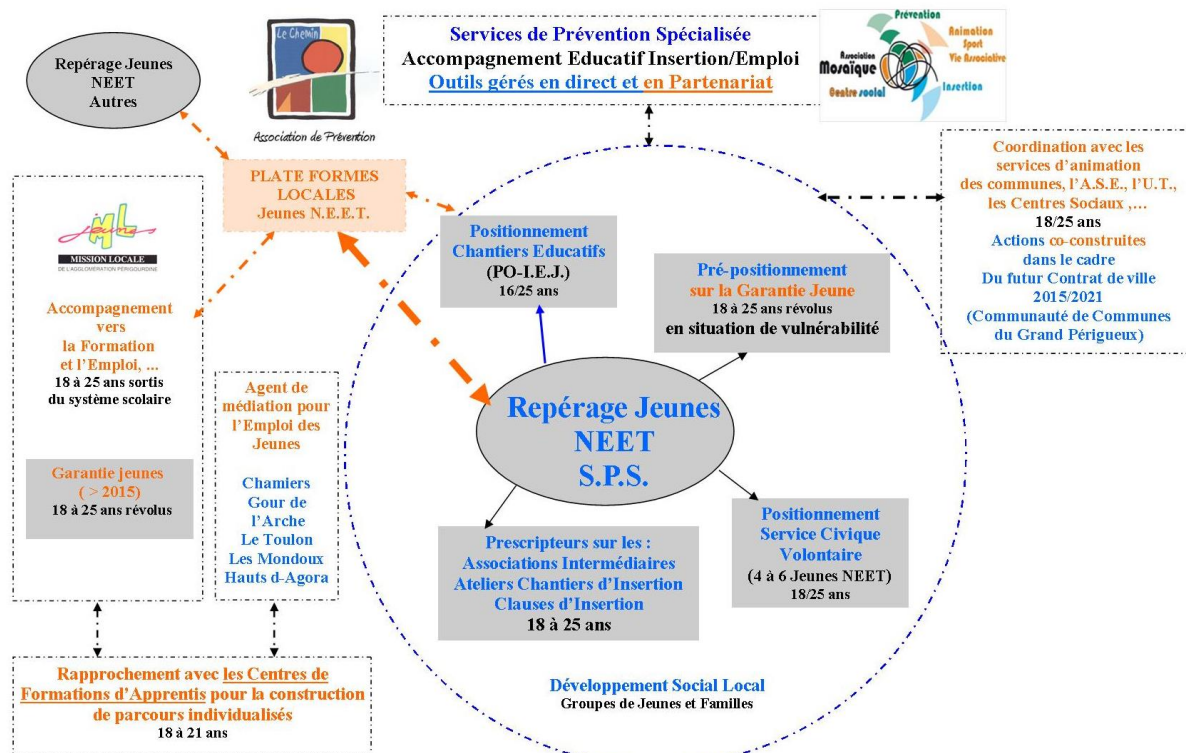 Repérage Jeunes
NEET
Autres
Le Chemin
Association de Prévention
Services de Prévention Spécialisée
Accompagnement Educatif Insertion/Emploi
Outils gérés en direct et en Partenariat
Prévention
Animation
Sport
Vie Associative
Association
Mosaïque
Centre social
Insertion
PLATE FORMES
LOCALES
Jeunes N.E.E.T.
Coordination avec les
services d'animation
des communes, l'A.S.E., l'U.T.,
les Centres Sociaux ,...
18/25 ans
Actions co-construites
dans le cadre
Du futur Contrat de ville
2015/2021
(Communauté de Communes
du Grand Périgueux)
ML
jeunes
MISSION LOCALE
DE L'AGGLOMÉRATION PÉRIGOURDINE
Accompagnement
vers
la Formation
et l'Emploi, ...
18 à 25 ans sortis
du système scolaire
Garantie jeunes
( > 2015)
18 à 25 ans révolus
Agent de
médiation pour
l'Emploi des
Jeunes
Chamiers
Gour de
l'Arche
Le Toulon
Les Mondoux
Hauts d-Agora
Positionnement
Chantiers Educatifs
(PO-I.E.J.)
16/25 ans
Pré-positionnement
sur la Garantie Jeune
18 à 25 ans révolus
en situation de vulnérabilité
Repérage Jeunes
NEET
S.P.S.
Prescripteurs sur les :
Associations Intermédiaires
Ateliers Chantiers d'Insertion
Clauses d'Insertion
18 à 25 ans
Positionnement
Service Civique
Volontaire
(4 à 6 Jeunes NEET)
18/25 ans
Rapprochement avec les Centres de
Formations d'Apprentis pour la construction
de parcours individualisés
18 à 21 ans
Développement Social Local
Groupes de Jeunes et Familles